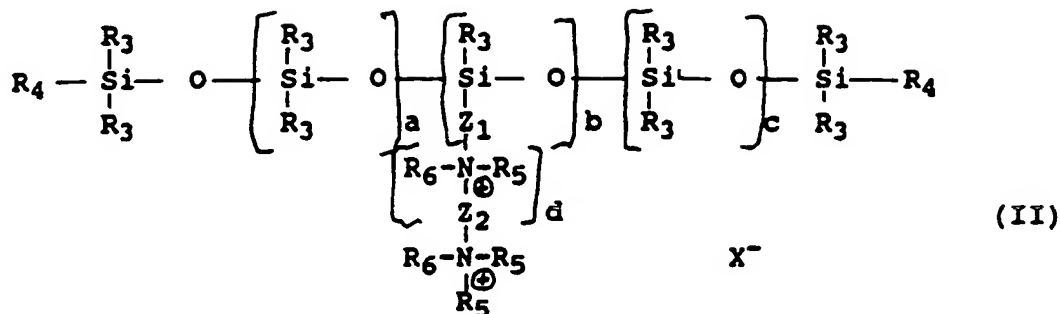 R3 R3 R3 R3 R3
R4 — Si — O — Si — O — Si — O — Si — O — Si — R4
R3 R3 Z1 b R3 c R3
a
R6-N-R5
⊕
Z2 d
(II)
R6-N-R5 X-
⊕
R5